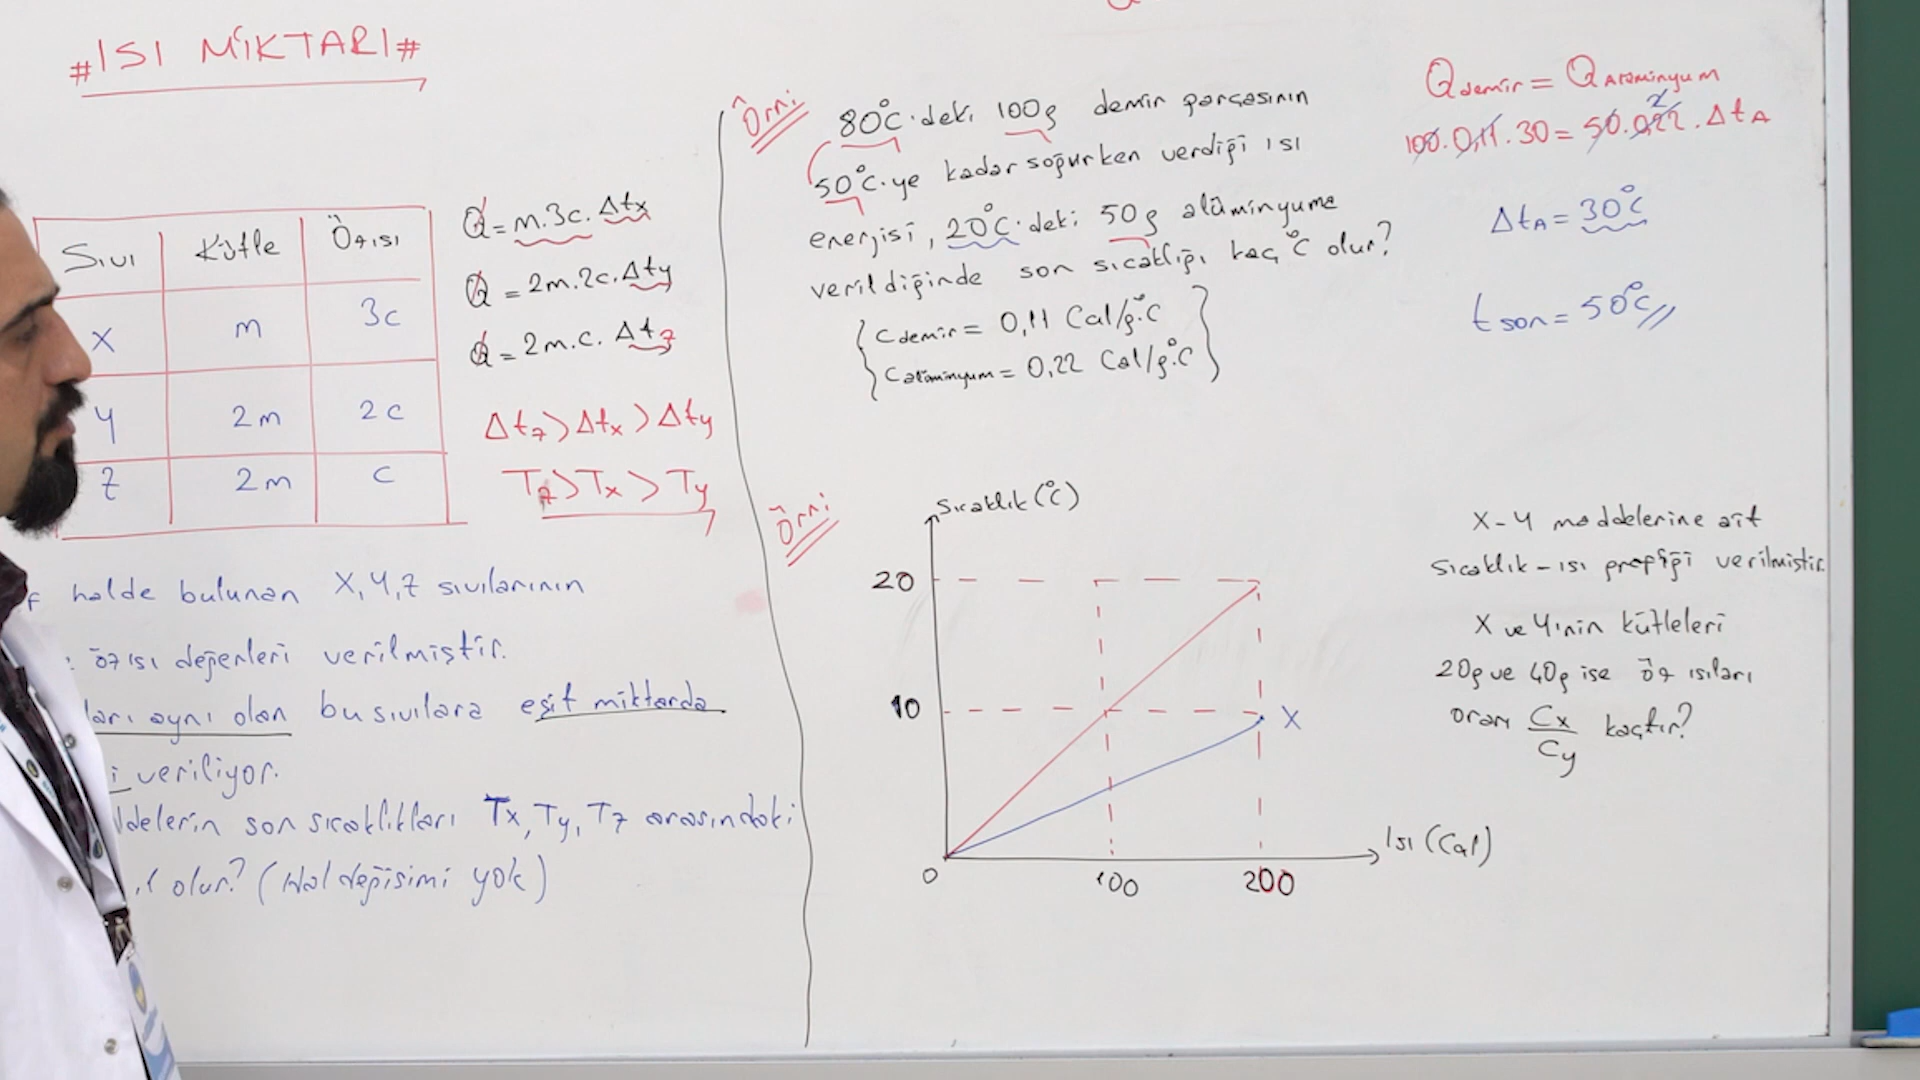 #ISI MİKTARI#
Sıvı Kütle Öz ısı
X m 3c
Y 2m 2c
Z 2m c
Q = m.3c.Δtx
Q = 2m.2c.Δty
Q = 2m.c.Δtz
Δtz > Δtx > Δty
Tz > Tx > Ty
halde bulunan X, Y, Z sıvılarının
öz ısı değerleri verilmiştir.
ları aynı olan bu sıvılara eşit miktarda
i veriliyor.
ddelerin son sıcaklıkları Tx, Ty, Tz arasındaki
olur? (Hal değişimi yok)
Örn:
80°C'deki 100g demir parçasının
50°C'ye kadar soğurken verdiği ısı
enerjisi, 20°C'deki 50g alüminyuma
verildiğinde son sıcaklığı kaç °C olur?
Cdemir = 0,11 Cal/g.°C
Calüminyum = 0,22 Cal/g.°C
Qdemir = QAlüminyum
100.0,11.30 = 50.0,22.ΔtA
2
ΔtA = 30°C
tson = 50°C
Örn:
Sıcaklık (°C)
20
10
X
0 100 200
Isı (Cal)
X-Y maddelerine ait
sıcaklık-ısı grafiği verilmiştir.
X ve Y'nin kütleleri
20g ve 40g ise öz ısıları
oranı Cx/Cy kaçtır?